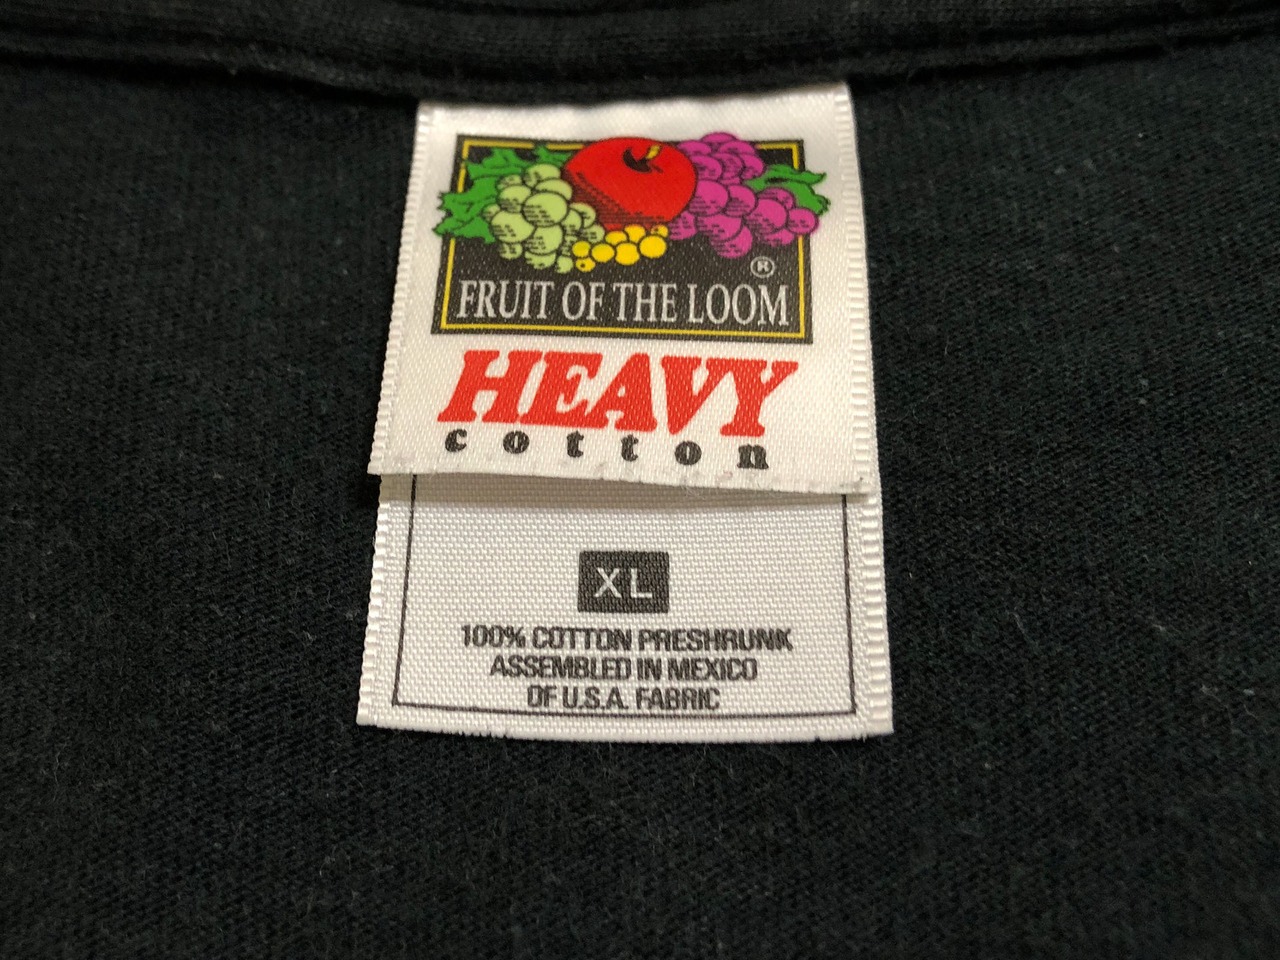 ®
FRUIT OF THE LOOM
HEAVY
cotton
XL
100% COTTON PRESHRUNK
ASSEMBLED IN MEXICO
OF U.S.A. FABRIC